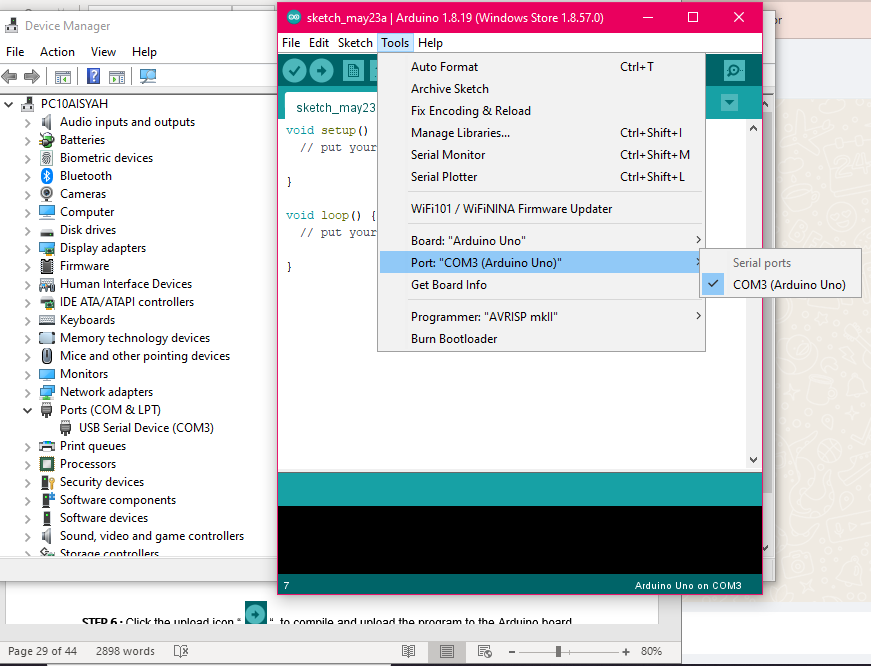 Device Manager
File Action View Help
PC10AISYAH
Audio inputs and outputs
Batteries
Biometric devices
Bluetooth
Cameras
Computer
Disk drives
Display adapters
Firmware
Human Interface Devices
IDE ATA/ATAPI controllers
Keyboards
Memory technology devices
Mice and other pointing devices
Monitors
Network adapters
Ports (COM & LPT)
USB Serial Device (COM3)
Print queues
Processors
Security devices
Software components
Software devices
Sound, video and game controllers
Storage controllers
sketch_may23a | Arduino 1.8.19 (Windows Store 1.8.57.0)
File Edit Sketch Tools Help
sketch_may23
void setup()
// put your
}
void loop() {
// put your
}
Auto Format Ctrl+T
Archive Sketch
Fix Encoding & Reload
Manage Libraries... Ctrl+Shift+I
Serial Monitor Ctrl+Shift+M
Serial Plotter Ctrl+Shift+L
WiFi101 / WiFiNINA Firmware Updater
Board: "Arduino Uno"
Port: "COM3 (Arduino Uno)"
Get Board Info
Programmer: "AVRISP mkII"
Burn Bootloader
Serial ports
COM3 (Arduino Uno)
7 Arduino Uno on COM3
STEP 6 : Click the upload icon “ “ to compile and upload the program to the Arduino board
Page 29 of 44 2898 words 80%